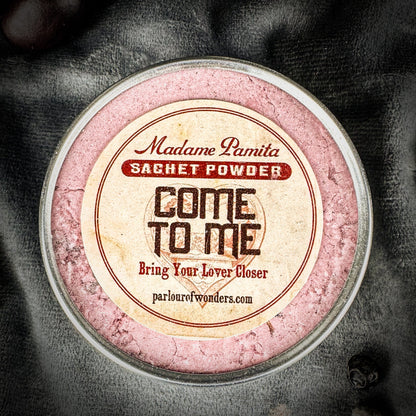 Madame Pamita
SACHET POWDER
COME
TO ME
Bring Your Lover Closer
parlourofwonders.com